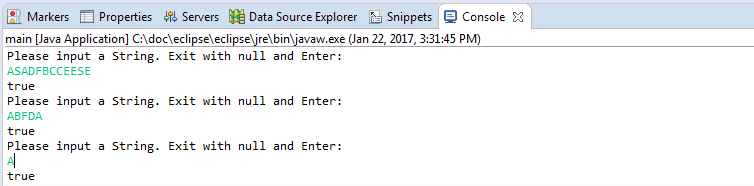 Markers Properties Servers Data Source Explorer Snippets Console
main [Java Application] C:\doc\eclipse\eclipse\jre\bin\javaw.exe (Jan 22, 2017, 3:31:45 PM)
Please input a String. Exit with null and Enter:
ASADFBCCEESE
true
Please input a String. Exit with null and Enter:
ABFDA
true
Please input a String. Exit with null and Enter:
A
true